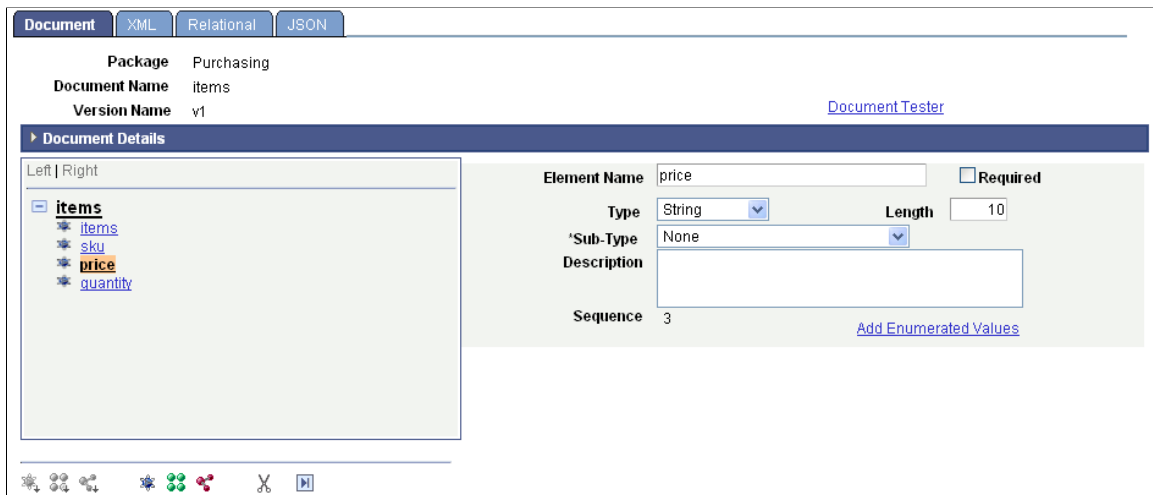 Document XML Relational JSON
Package Purchasing
Document Name items
Version Name v1
Document Tester
Document Details
Left | Right
items
items
sku
price
quantity
Element Name price Required
Type String Length 10
*Sub-Type None
Description
Sequence 3
Add Enumerated Values